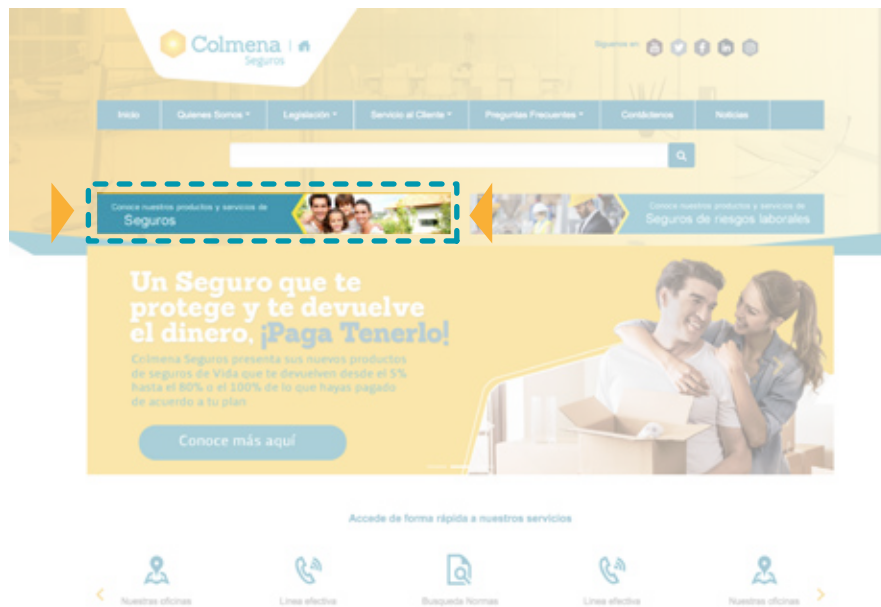 Colmena
Seguros
Síguenos en:
Inicio
Quienes Somos
Legislación
Servicio al Cliente
Preguntas Frecuentes
Contáctenos
Noticias
Conoce nuestros productos y servicios de
Seguros
Conoce nuestros productos y servicios de
Seguros de riesgos laborales
Un Seguro que te
protege y te devuelve
el dinero, ¡Paga Tenerlo!
Colmena Seguros presenta sus nuevos productos
de seguros de Vida que te devuelven desde el 5%
hasta el 80% o el 100% de lo que hayas pagado
de acuerdo a tu plan
Conoce más aquí
Accede de forma rápida a nuestros servicios
Nuestras oficinas
Linea efectiva
Busqueda Normas
Linea efectiva
Nuestras oficinas